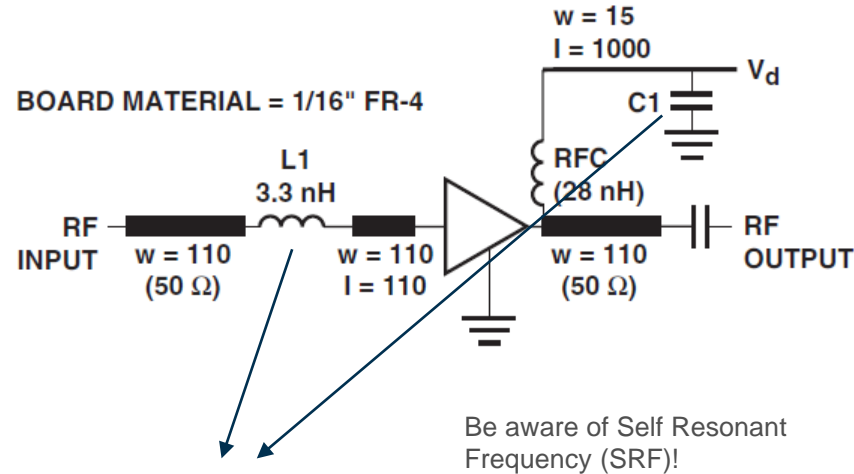 w = 15
l = 1000
V_d
BOARD MATERIAL = 1/16" FR-4
C1
L1
3.3 nH
RFC
(28 nH)
RF
INPUT
w = 110
(50 Ω)
w = 110
l = 110
w = 110
(50 Ω)
RF
OUTPUT
Be aware of Self Resonant
Frequency (SRF)!